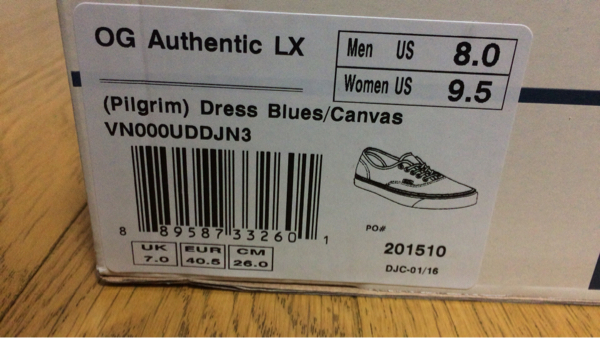 OG Authentic LX
Men US 8.0
Women US 9.5
(Pilgrim) Dress Blues/Canvas
VN000UDDJN3
8 89587 33260 1
UK EUR CM
7.0 40.5 26.0
PO#
201510
DJC-01/16